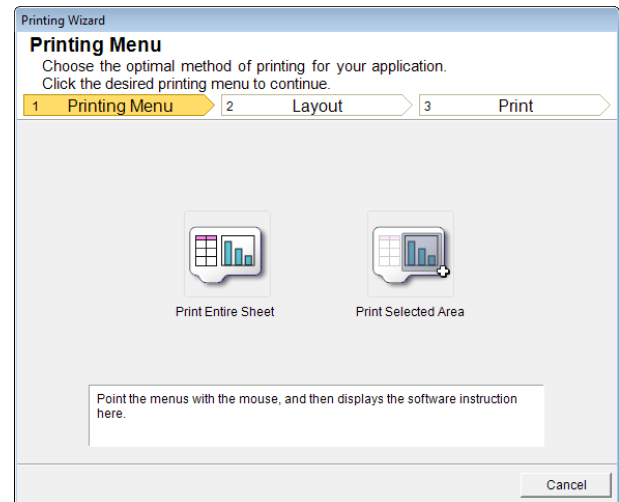 Printing Wizard
Printing Menu
Choose the optimal method of printing for your application.
Click the desired printing menu to continue.
1 Printing Menu 2 Layout 3 Print
Print Entire Sheet Print Selected Area
Point the menus with the mouse, and then displays the software instruction
here.
Cancel